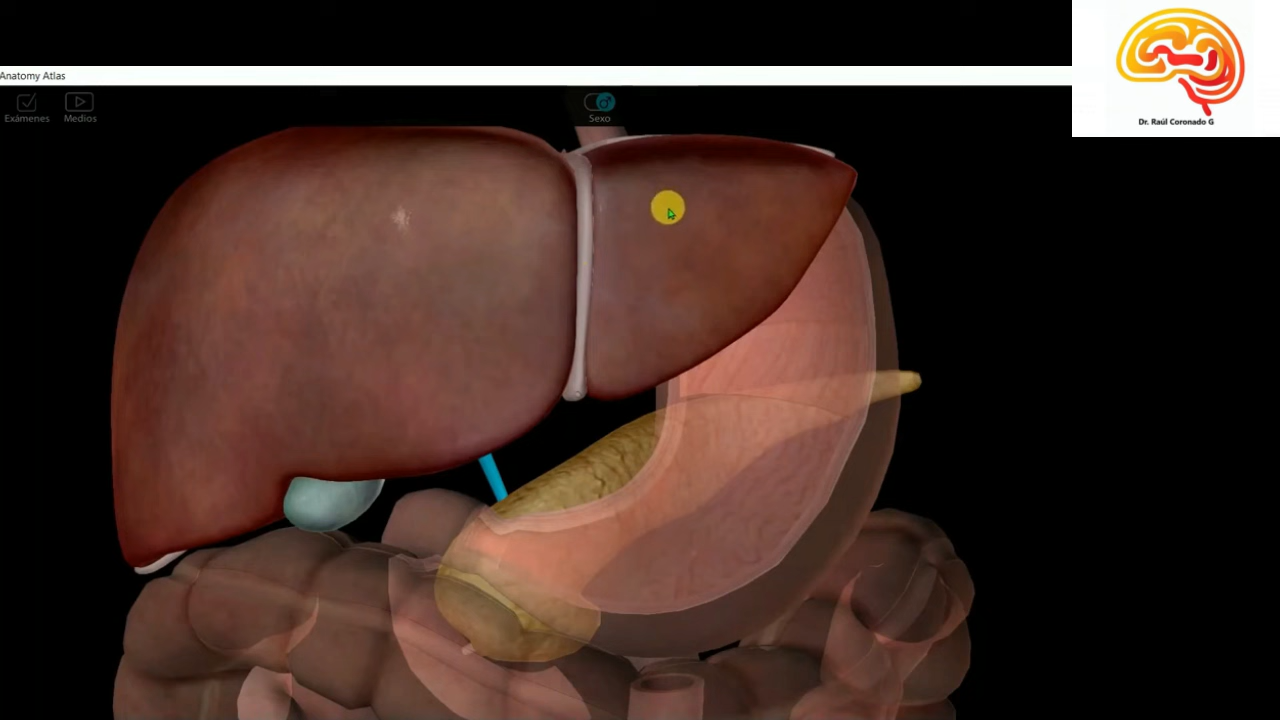 Anatomy Atlas
Exámenes
Medios
Sexo
Dr. Raúl Coronado G